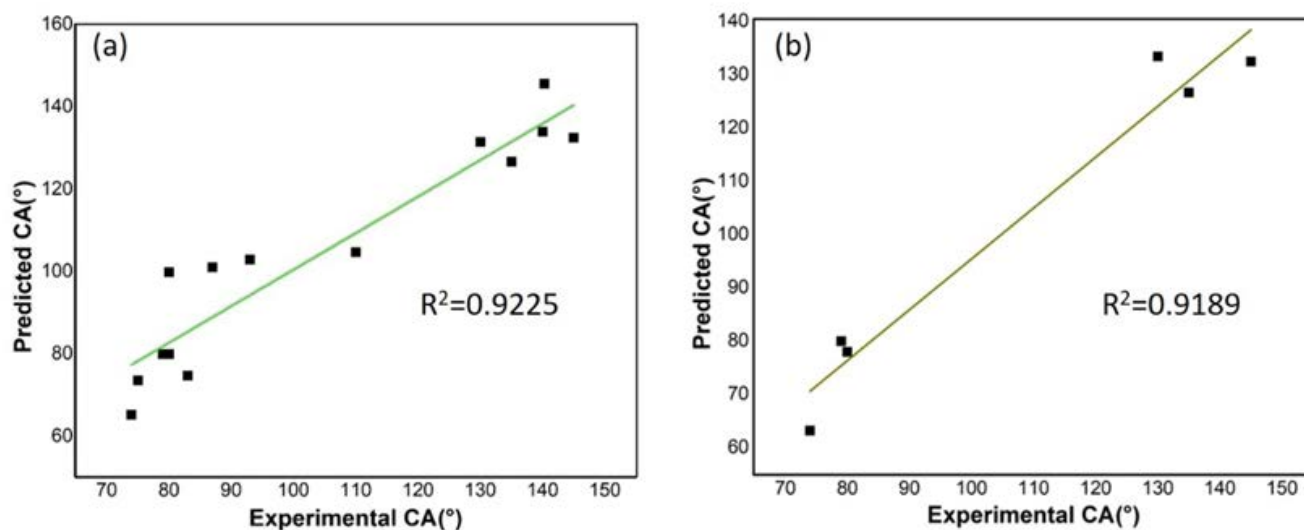 (a)
160
140
120
100
80
60
Predicted CA(°)
R²=0.9225
70 80 90 100 110 120 130 140 150
Experimental CA(°)
(b)
140
130
120
110
100
90
80
70
60
Predicted CA(°)
R²=0.9189
70 80 90 100 110 120 130 140 150
Experimental CA(°)